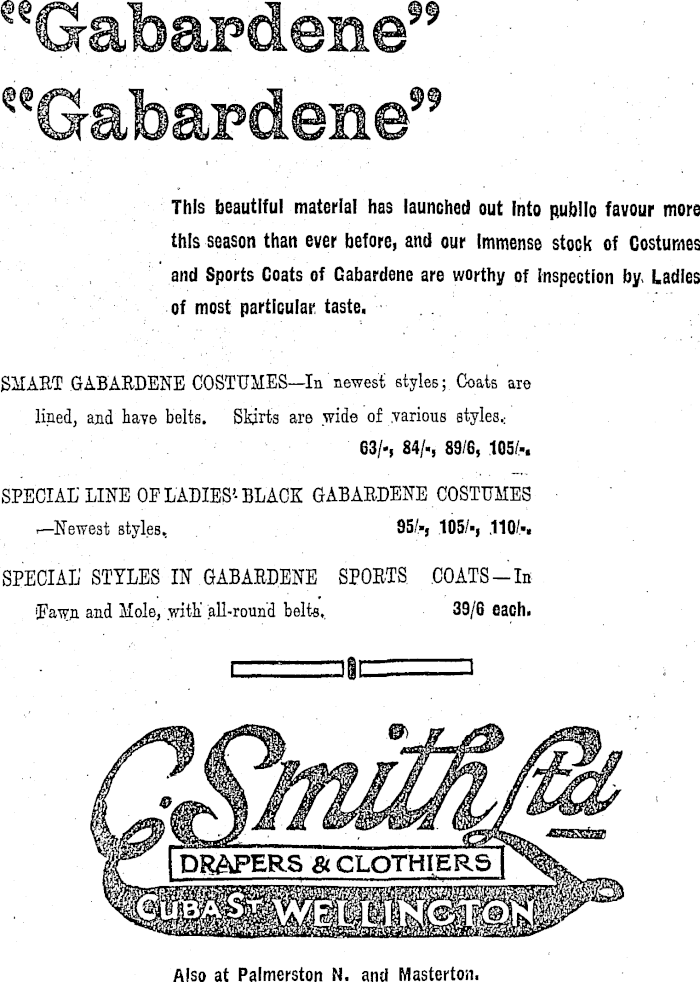 “Gabardene”
“Gabardene”
This beautiful material has launched out into public favour more
this season than ever before, and our immense stock of Costumes
and Sports Coats of Gabardene are worthy of inspection by Ladies
of most particular taste.
SMART GABARDENE COSTUMES—In newest styles; Coats are
lined, and have belts. Skirts are wide of various styles.
63/-, 84/-, 89/6, 105/-.
SPECIAL LINE OF LADIES' BLACK GABARDENE COSTUMES
—Newest styles. 95/-, 105/-, 110/-.
SPECIAL STYLES IN GABARDENE SPORTS COATS—In
Fawn and Mole, with all-round belts. 39/6 each.
C. Smith Ltd
DRAPERS & CLOTHIERS
CUBA ST WELLINGTON
Also at Palmerston N. and Masterton.